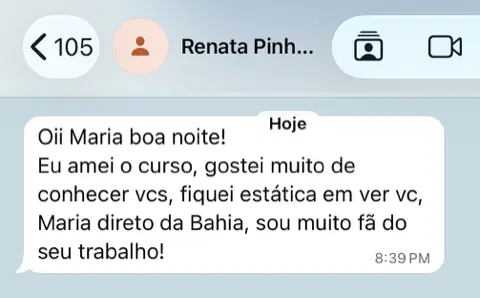 105
Renata Pinh...
Hoje
Oii Maria boa noite!
Eu amei o curso, gostei muito de
conhecer vcs, fiquei estática em ver vc,
Maria direto da Bahia, sou muito fã do
seu trabalho!
8:39 PM